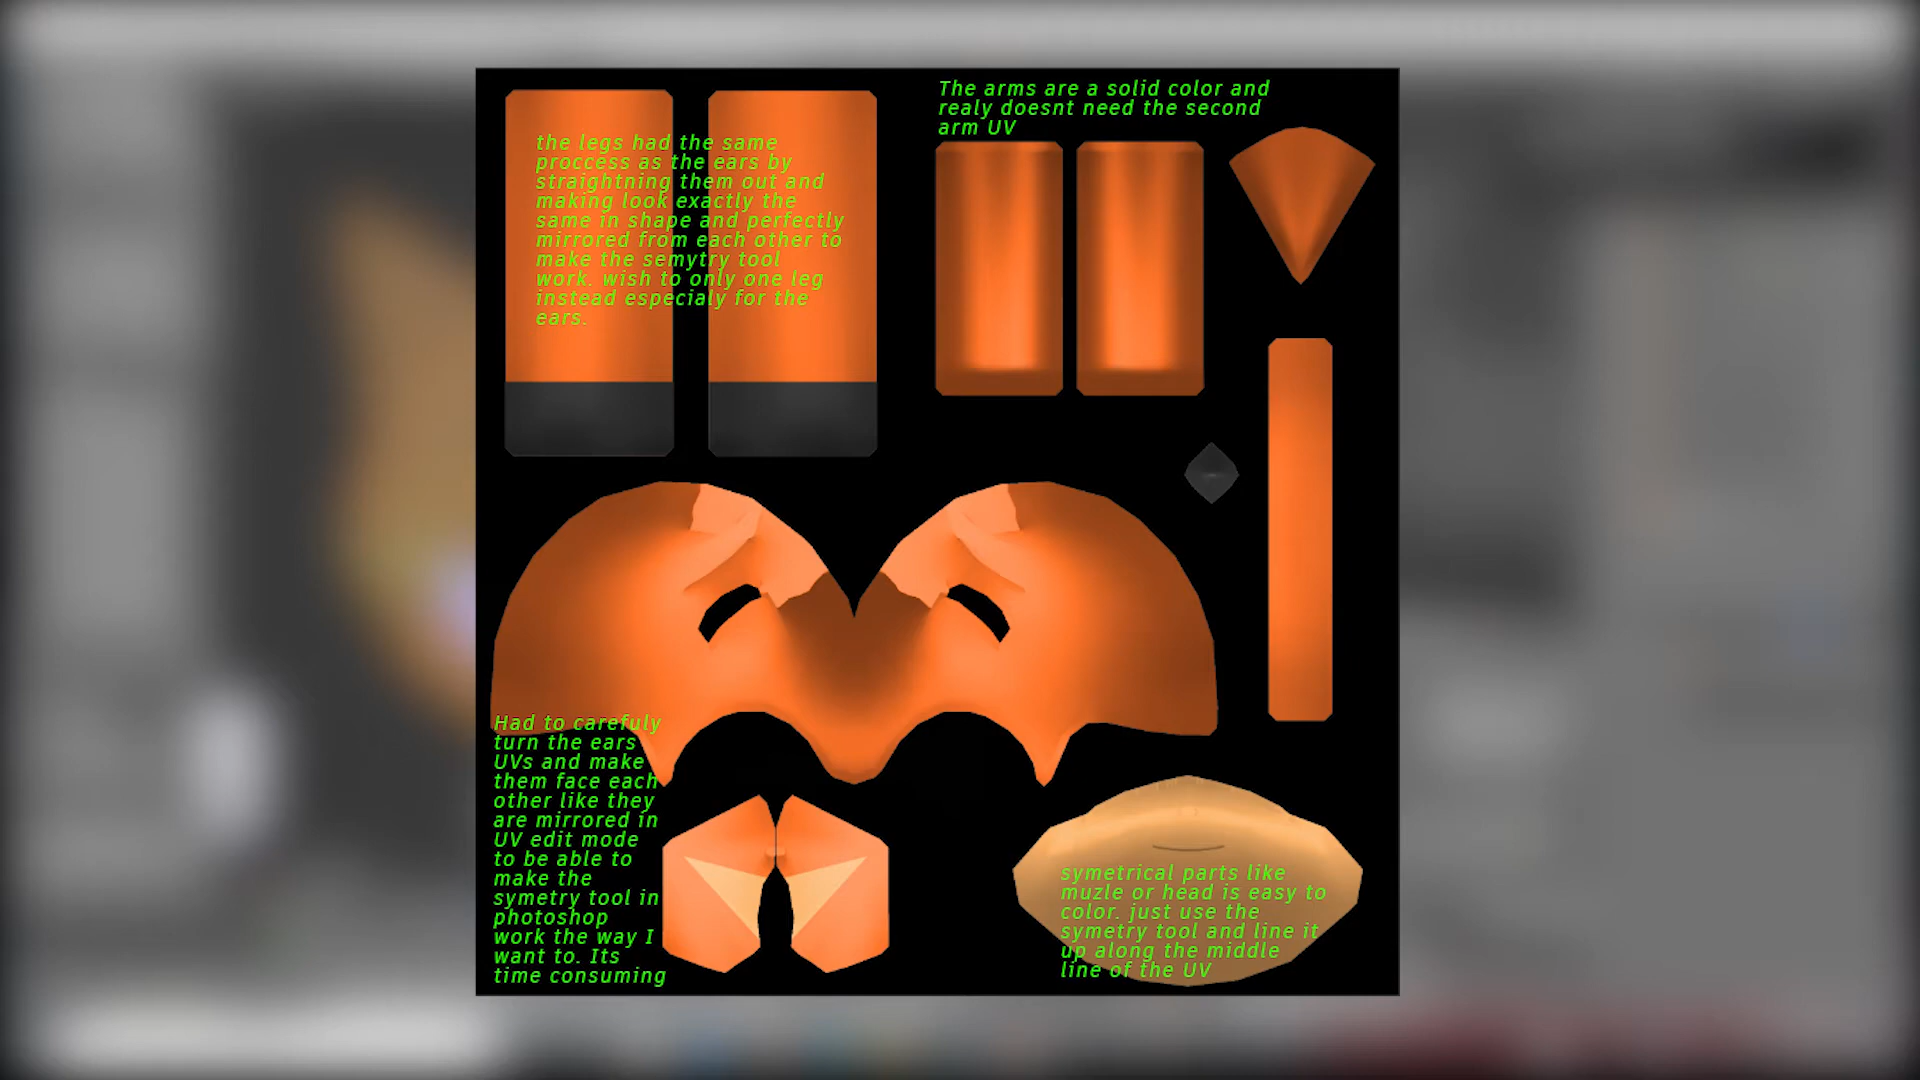 The arms are a solid color and
realy doesnt need the second
arm UV
the legs had the same
proccess as the ears by
straightning them out and
making look exactly the
same in shape and perfectly
mirrored from each other to
make the semytry tool
work. wish to only one leg
instead especialy for the
ears.
Had to carefuly
turn the ears
UVs and make
them face each
other like they
are mirrored in
UV edit mode
to be able to
make the
symetry tool in
photoshop
work the way I
want to. Its
time consuming
symetrical parts like
muzle or head is easy to
color. just use the
symetry tool and line it
up along the middle
line of the UV